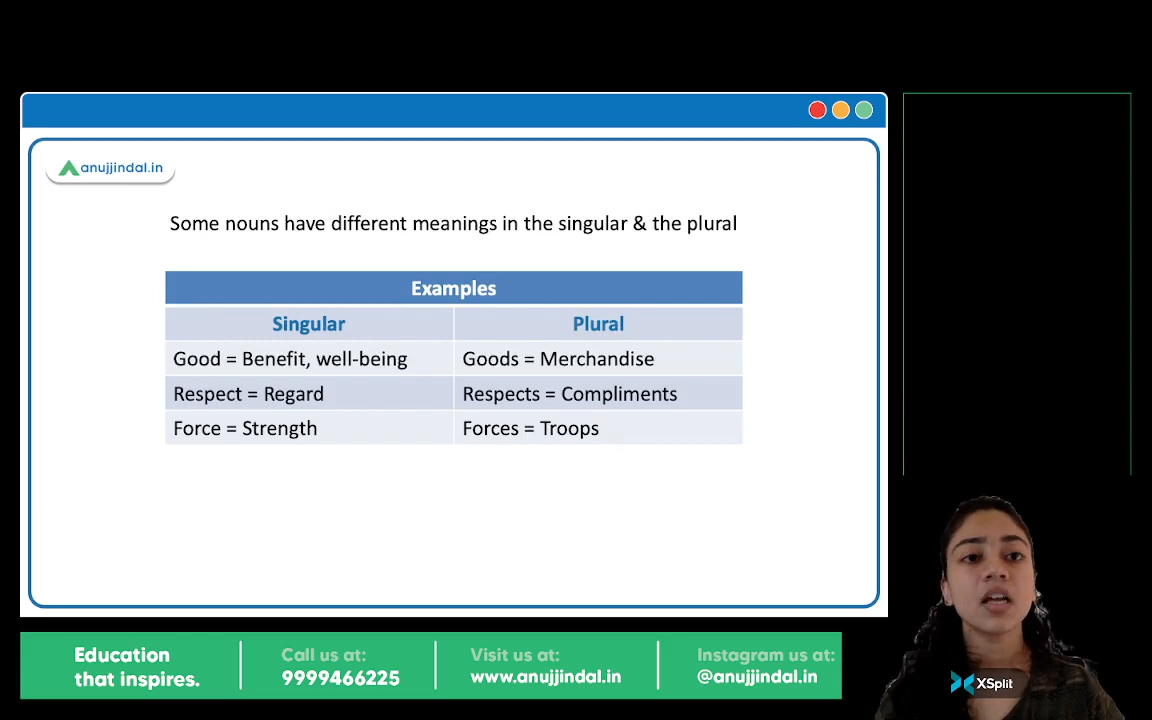 anujjindal.in
Some nouns have different meanings in the singular & the plural
Examples
Singular Plural
Good = Benefit, well-being Goods = Merchandise
Respect = Regard Respects = Compliments
Force = Strength Forces = Troops
Education
that inspires.
Call us at:
9999466225
Visit us at:
www.anujjindal.in
Instagram us at:
@anujjindal.in
XSplit